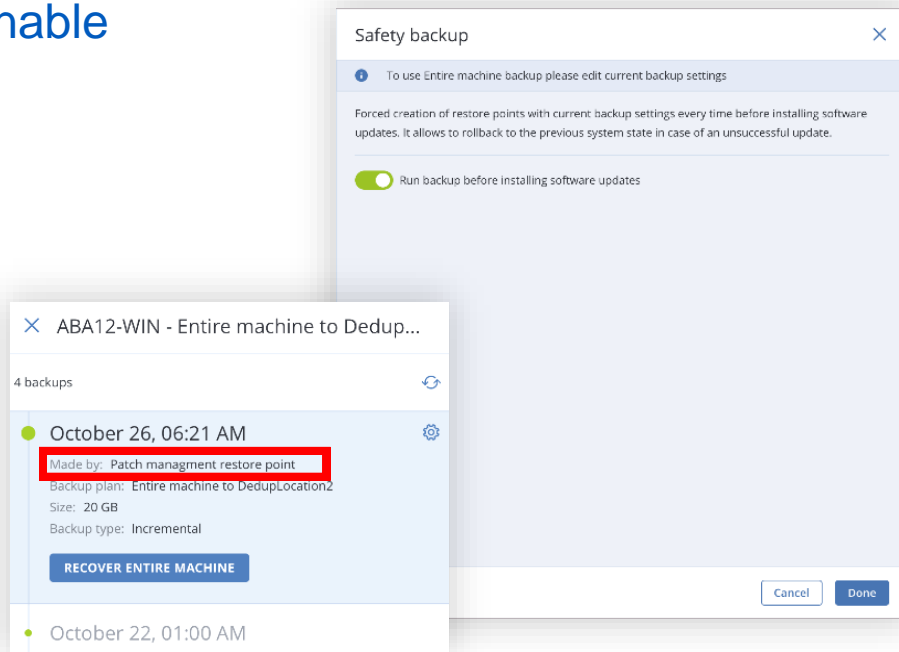 Safety backup
To use Entire machine backup please edit current backup settings
Forced creation of restore points with current backup settings every time before installing software
updates. It allows to rollback to the previous system state in case of an unsuccessful update.
Run backup before installing software updates
Cancel
Done
ABA12-WIN - Entire machine to Dedup...
4 backups
October 26, 06:21 AM
Made by: Patch managment restore point
Backup plan: Entire machine to DedupLocation2
Size: 20 GB
Backup type: Incremental
RECOVER ENTIRE MACHINE
October 22, 01:00 AM